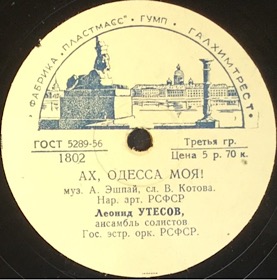 ФАБРИКА „ПЛАСТМАСС" • ГУМП • ГАЛХИМТРЕСТ
ГОСТ 5289-56
Третья гр.
1802
Цена 5 р. 70 к.
АХ, ОДЕССА МОЯ!
муз. А. Эшпай, сл. В. Котова.
Нар. арт. РСФСР
Леонид УТЕСОВ,
ансамбль солистов
Гос. эстр. орк. РСФСР.